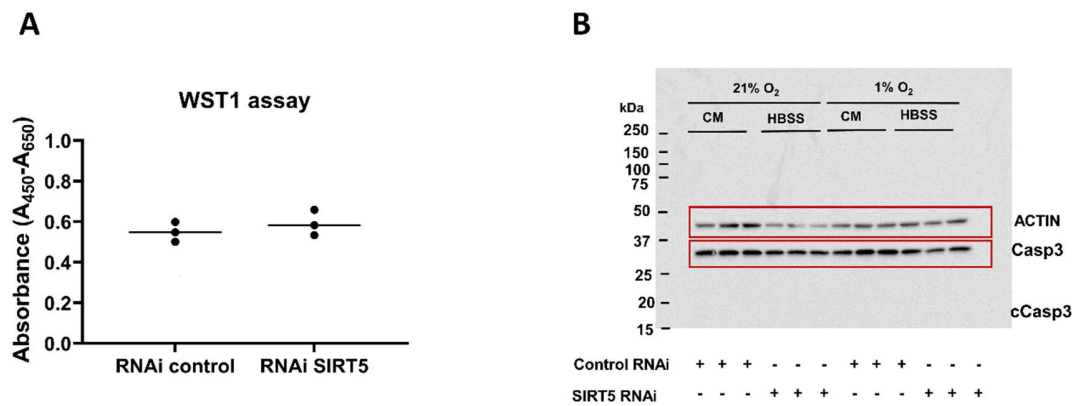 A
WST1 assay
Absorbance (A450-A650)
1.0
0.8
0.6
0.4
0.2
0.0
RNAi control RNAi SIRT5
B
21% O2 1% O2
kDa
CM HBSS CM HBSS
250
150
100
75
50
37
25
20
15
ACTIN
Casp3
cCasp3
Control RNAi + + + - - - + + + - - -
SIRT5 RNAi - - - + + + - - - + + +